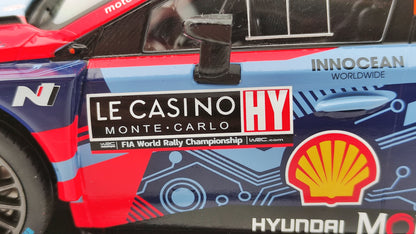 INNOCEAN
WORLDWIDE
N
LE CASINO HY
MONTE•CARLO
FIA World Rally Championship wrc.com
HYUNDAI